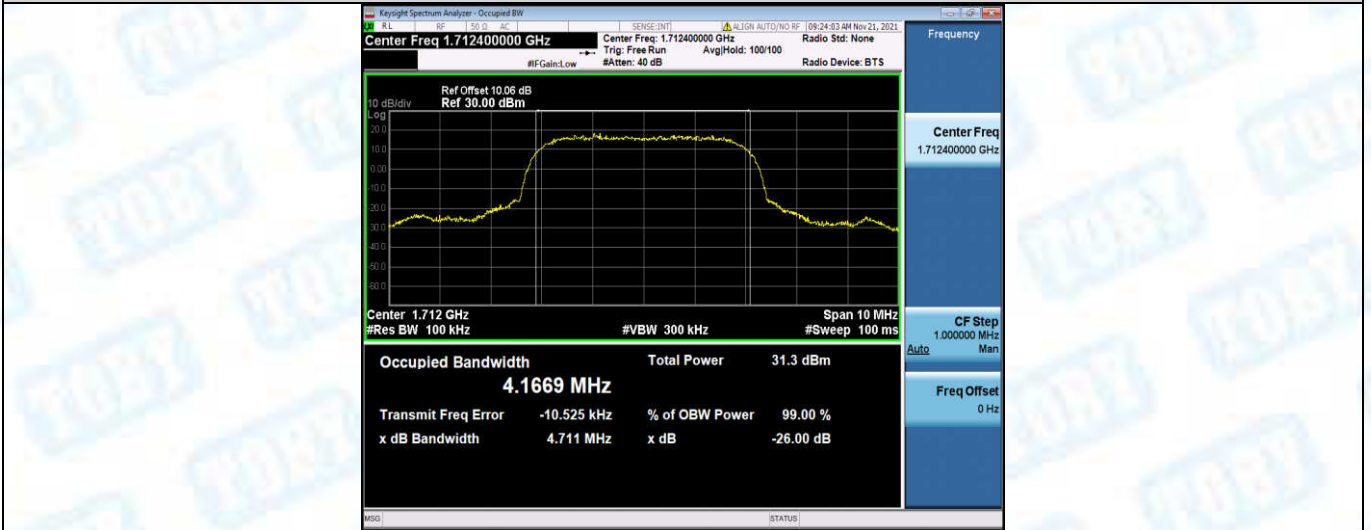 Keysight Spectrum Analyzer - Occupied BW
RL RF 50 Ω AC SENSE:INT ALIGN AUTO/NO RF 09:24:03 AM Nov 21, 2021
Center Freq 1.712400000 GHz
Center Freq: 1.712400000 GHz Radio Std: None
Trig: Free Run Avg|Hold: 100/100
#IFGain:Low #Atten: 40 dB Radio Device: BTS
Frequency
Ref Offset 10.06 dB
10 dB/div Ref 30.00 dBm
Log
20.0
10.0
0.00
-10.0
-20.0
-30.0
-40.0
-50.0
-60.0
Center 1.712 GHz Span 10 MHz
#Res BW 100 kHz #VBW 300 kHz #Sweep 100 ms
Center Freq
1.712400000 GHz
CF Step
1.000000 MHz
Auto Man
Freq Offset
0 Hz
Occupied Bandwidth Total Power 31.3 dBm
4.1669 MHz
Transmit Freq Error -10.525 kHz % of OBW Power 99.00 %
x dB Bandwidth 4.711 MHz x dB -26.00 dB
MSG STATUS